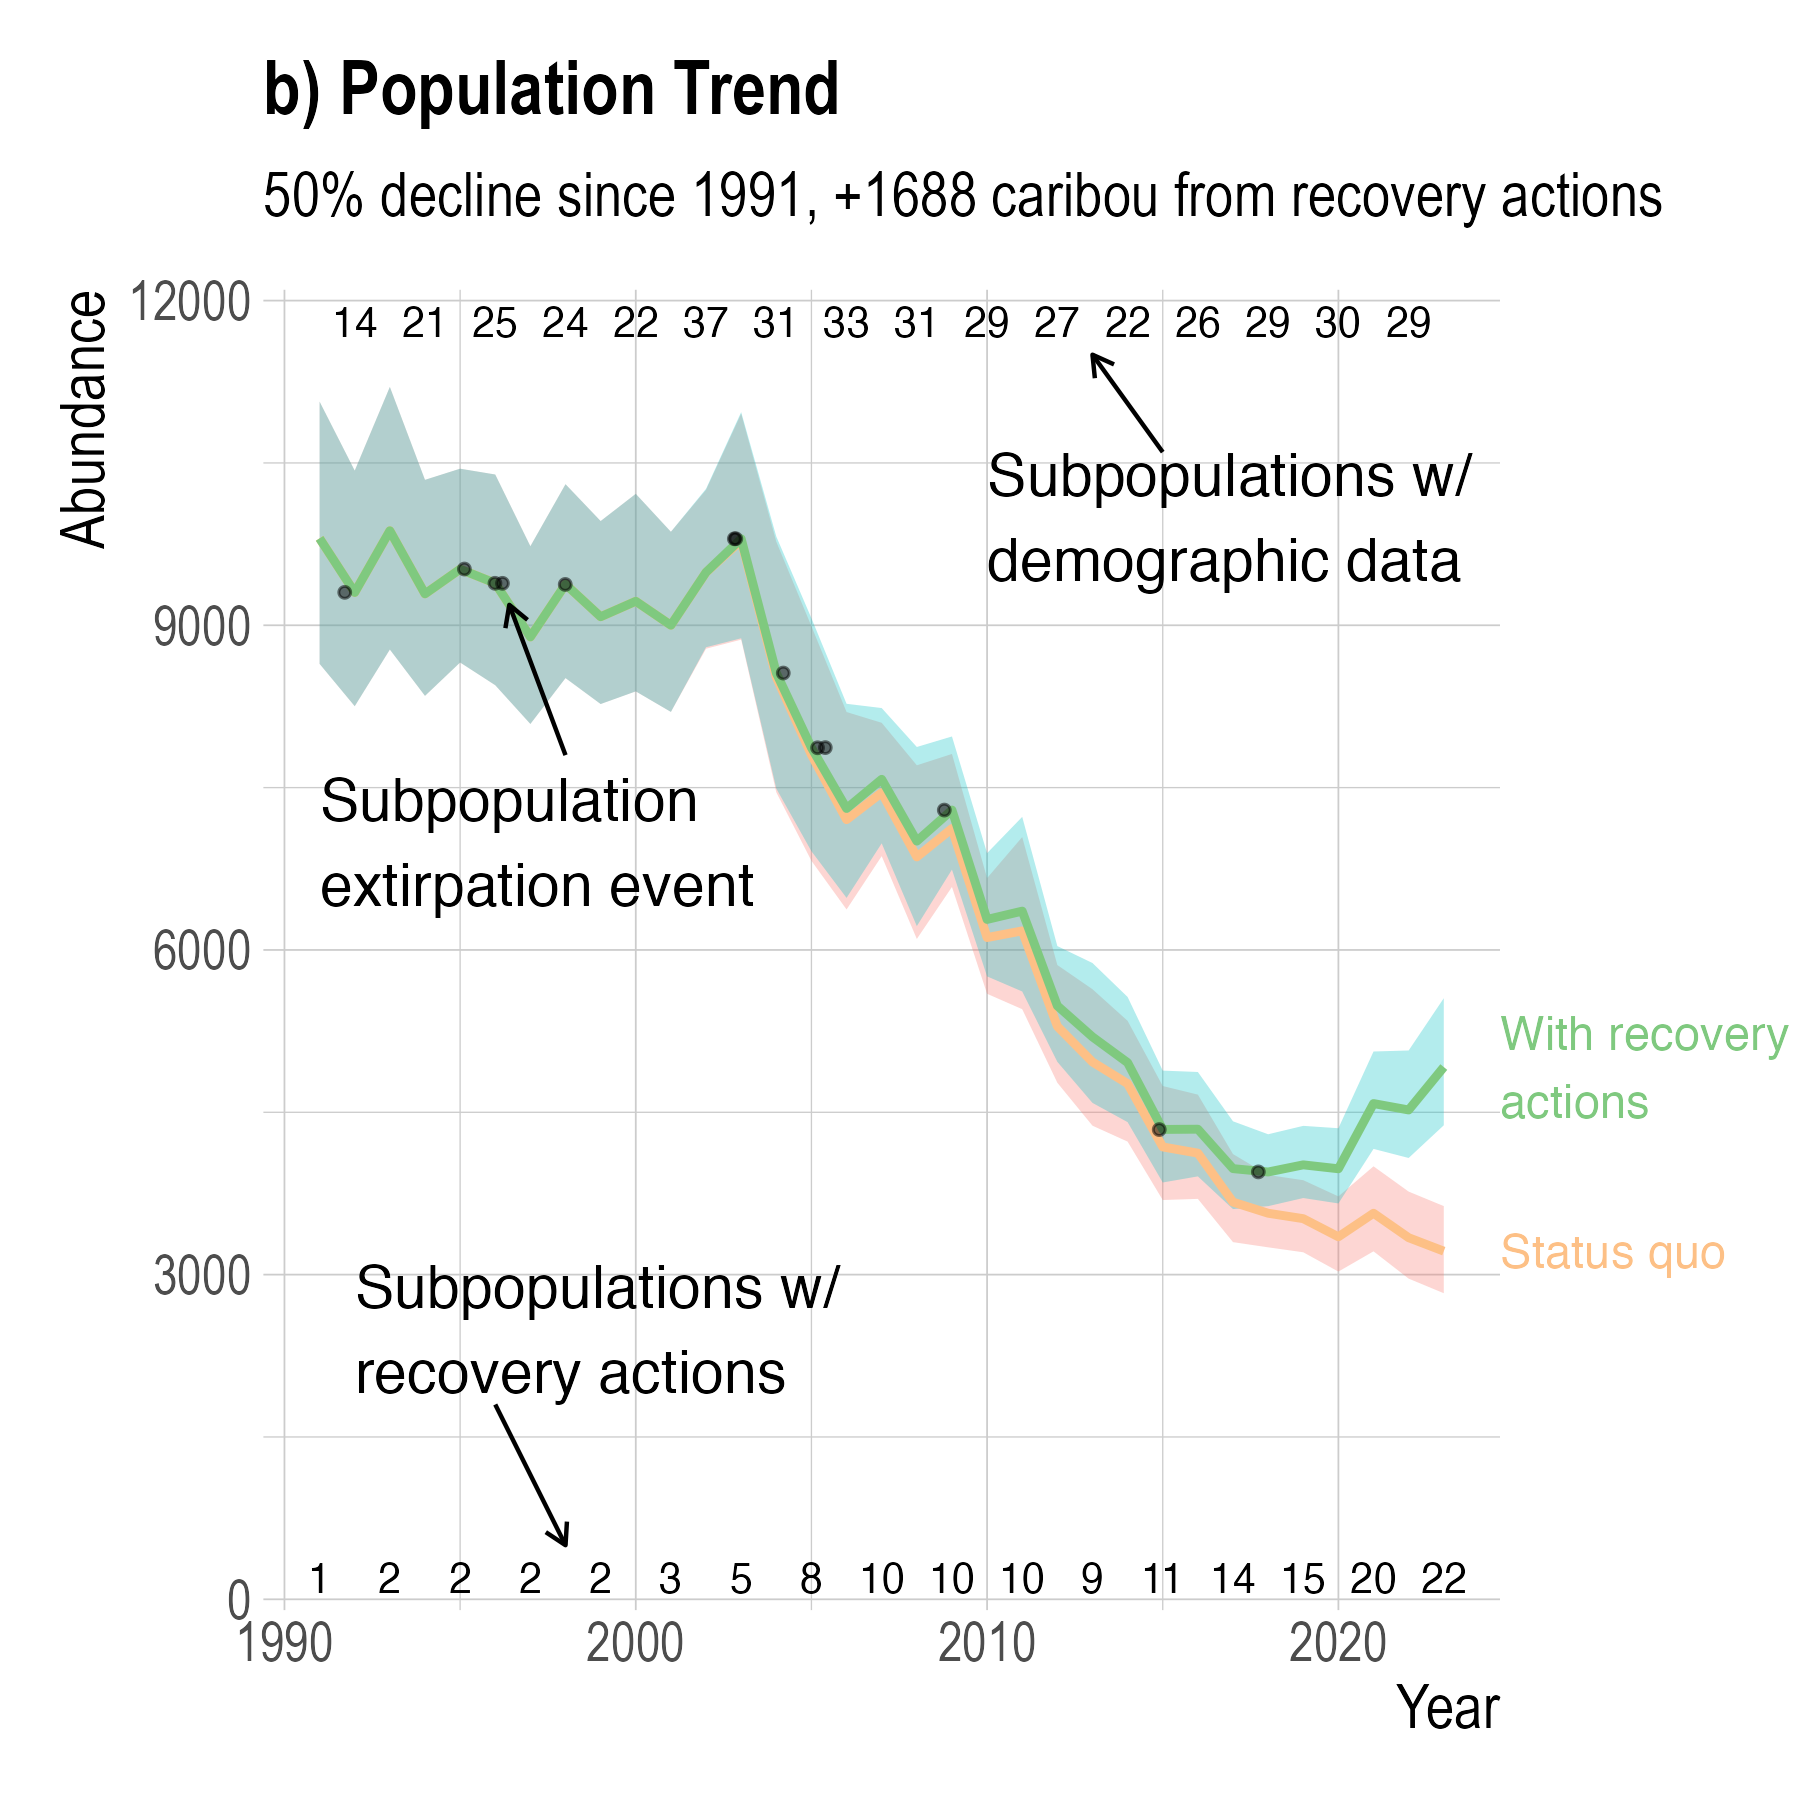 b) Population Trend
50% decline since 1991, +1688 caribou from recovery actions
Abundance
12000
14 21 25 24 22 37 31 33 31 29 27 22 26 29 30 29
Subpopulations w/
demographic data
9000
Subpopulation
extirpation event
6000
With recovery
actions
Status quo
3000
Subpopulations w/
recovery actions
1 2 2 2 2 3 5 8 10 10 10 9 11 14 15 20 22
0
1990 2000 2010 2020
Year